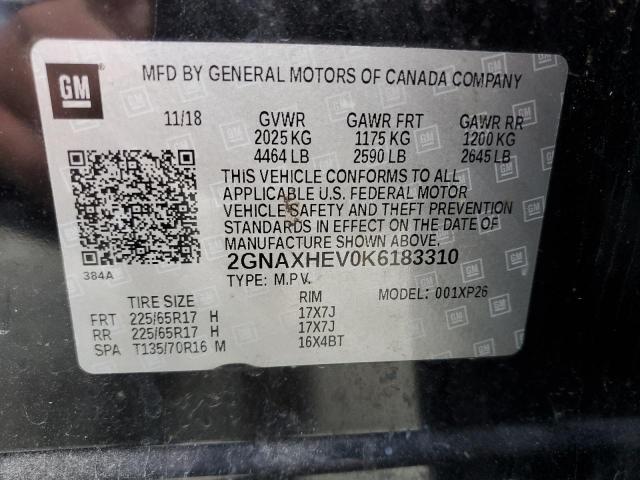 GM
MFD BY GENERAL MOTORS OF CANADA COMPANY
11/18 GVWR GAWR FRT GAWR RR
2025 KG 1175 KG 1200 KG
4464 LB 2590 LB 2645 LB
THIS VEHICLE CONFORMS TO ALL
APPLICABLE U.S. FEDERAL MOTOR
VEHICLE SAFETY AND THEFT PREVENTION
STANDARDS IN EFFECT ON THE DATE OF
MANUFACTURE SHOWN ABOVE.
2GNAXHEV0K6183310
384A TYPE: M.P.V. MODEL: 001XP26
TIRE SIZE RIM
FRT 225/65R17 H 17X7J
RR 225/65R17 H 17X7J
SPA T135/70R16 M 16X4BT